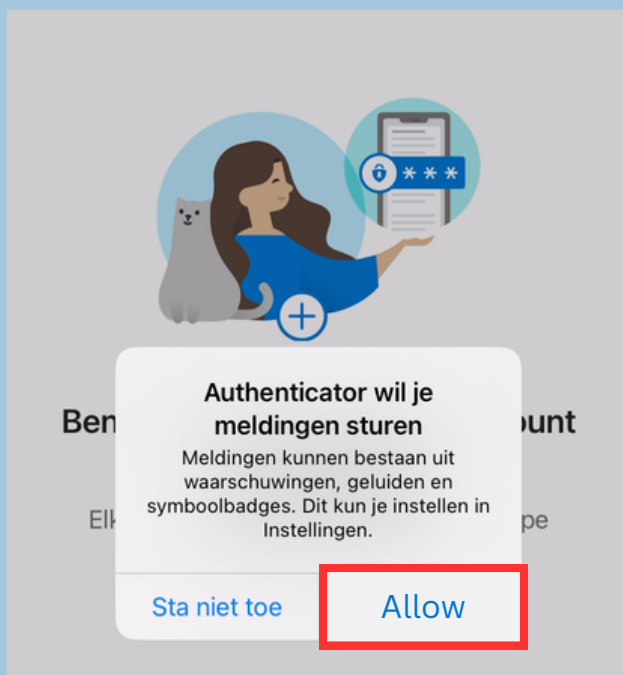 * * *
Ben
ount
Authenticator wil je
meldingen sturen
Meldingen kunnen bestaan uit
waarschuwingen, geluiden en
symboolbadges. Dit kun je instellen in
Instellingen.
Elk
pe
Sta niet toe
Allow